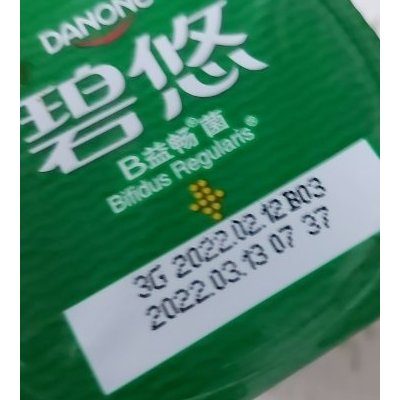 DANONE
碧悠
B益畅®菌
Bifidus Regularis®
3G 2022.02.12 B03
2022.03.13 07 37